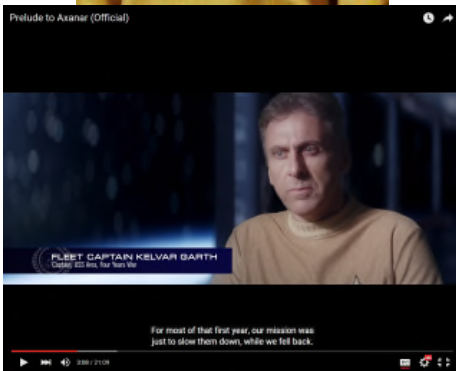 Prelude to Axanar (Official)
FLEET CAPTAIN KELVAR GARTH
Captain, USS Ares, Four Years War
For most of that first year, our mission was
just to slow them down, while we fell back.